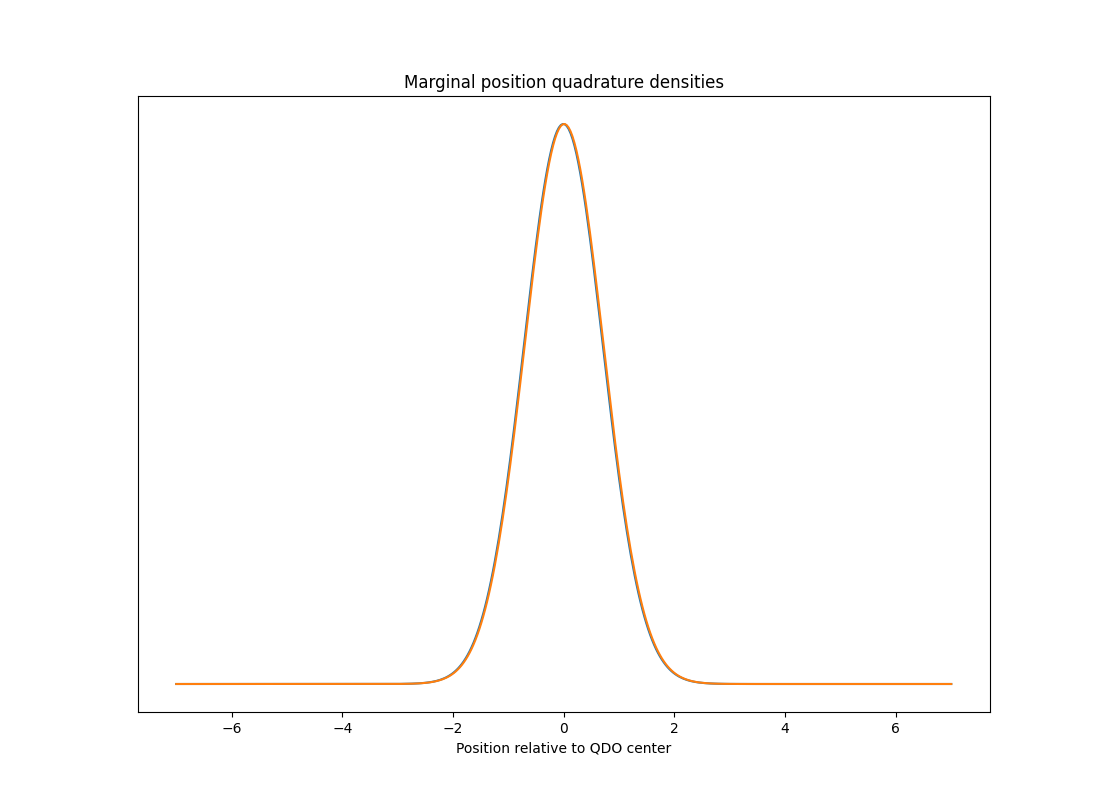 Marginal position quadrature densities
−6 −4 −2 0 2 4 6
Position relative to QDO center